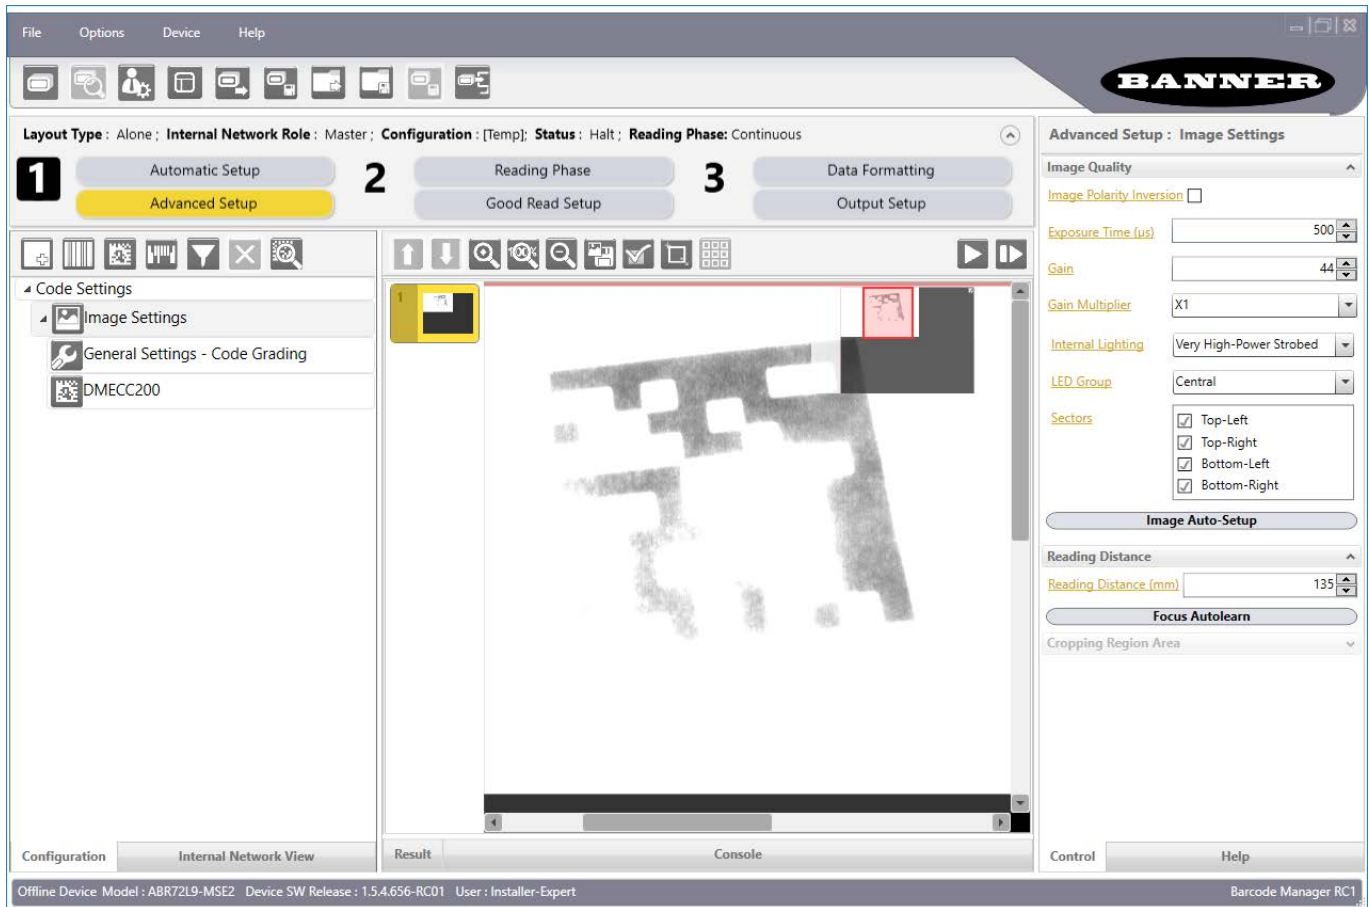 File Options Device Help
BANNER
Layout Type : Alone ; Internal Network Role : Master ; Configuration : [Temp]; Status : Halt ; Reading Phase: Continuous
1 Automatic Setup 2 Reading Phase 3 Data Formatting
Advanced Setup Good Read Setup Output Setup
Code Settings
Image Settings
General Settings - Code Grading
DMECC200
100%
1
Configuration Internal Network View
Result Console
Advanced Setup : Image Settings
Image Quality
Image Polarity Inversion
Exposure Time (µs) 500
Gain 44
Gain Multiplier X1
Internal Lighting Very High-Power Strobed
LED Group Central
Sectors Top-Left
Top-Right
Bottom-Left
Bottom-Right
Image Auto-Setup
Reading Distance
Reading Distance (mm) 135
Focus Autolearn
Cropping Region Area
Control Help
Offline Device Model : ABR72L9-MSE2 Device SW Release : 1.5.4.656-RC01 User : Installer-Expert Barcode Manager RC1